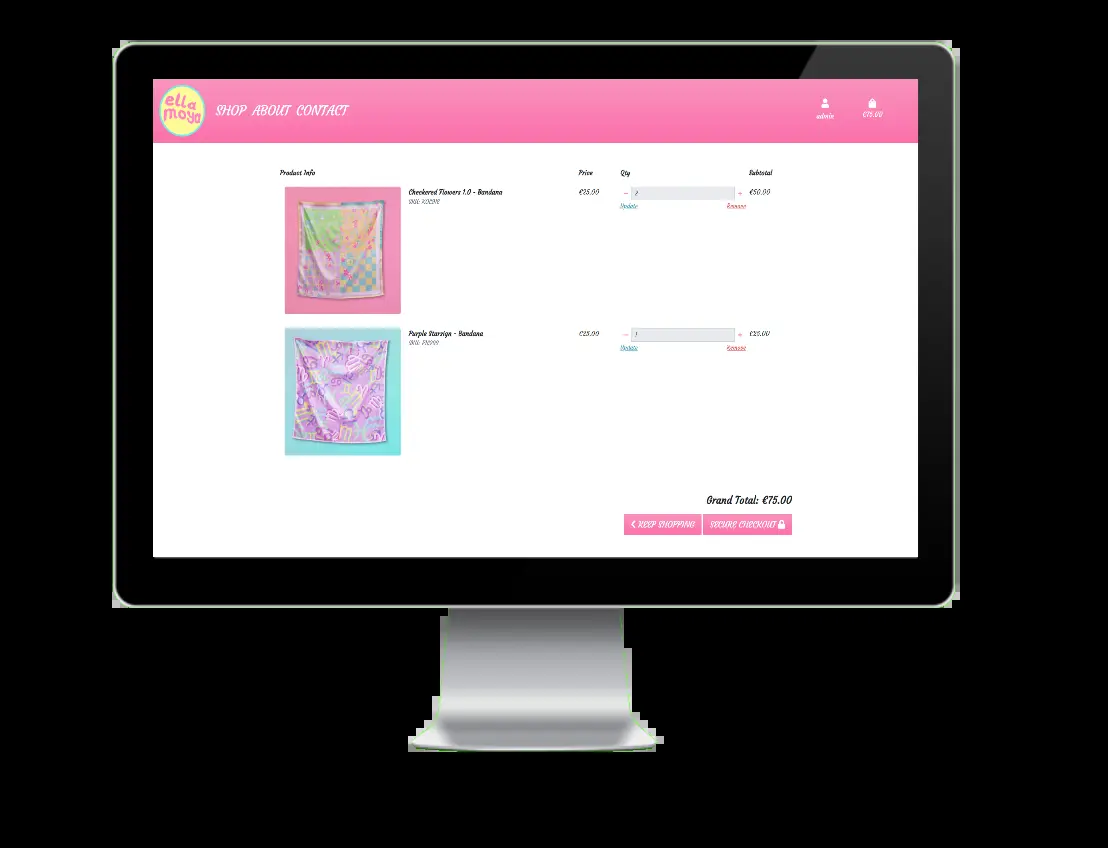 ella
moya
SHOP ABOUT CONTACT
admin
€75.00
Product Info
Price
Qty
Subtotal
Checkered Flowers 1.0 - Bandana
SKU:
€25.00
– 2 +
€50.00
Update
Remove
Purple Starsign - Bandana
SKU:
€25.00
– 1 +
€25.00
Update
Remove
Grand Total: €75.00
KEEP SHOPPING
SECURE CHECKOUT